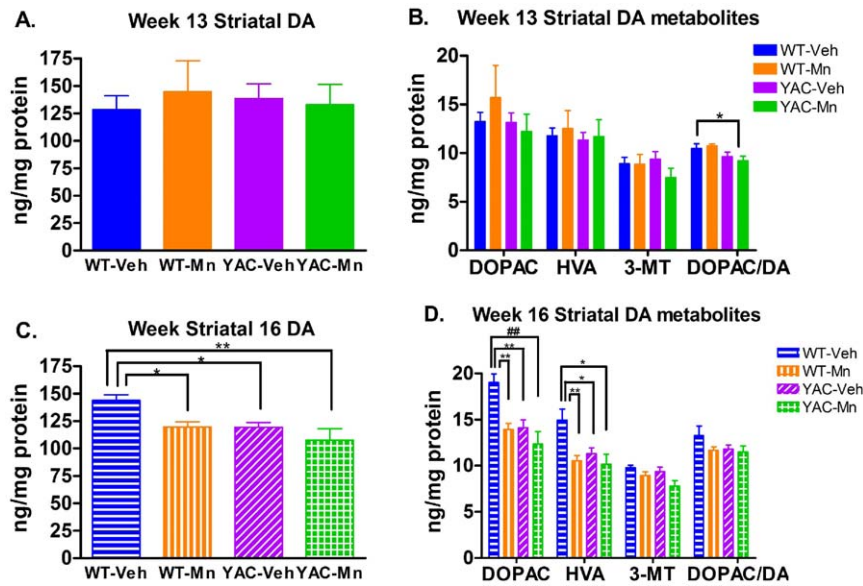 A.
Week 13 Striatal DA
ng/mg protein
175
150
125
100
75
50
25
0
WT-Veh WT-Mn YAC-Veh YAC-Mn
B.
Week 13 Striatal DA metabolites
ng/mg protein
20
15
10
5
0
*
DOPAC HVA 3-MT DOPAC/DA
WT-Veh
WT-Mn
YAC-Veh
YAC-Mn
C.
Week Striatal 16 DA
ng/mg protein
175
150
125
100
75
50
25
0
**
*
*
WT-Veh WT-Mn YAC-Veh YAC-Mn
D.
Week 16 Striatal DA metabolites
ng/mg protein
20
15
10
5
0
##
**
**
*
*
**
DOPAC HVA 3-MT DOPAC/DA
WT-Veh
WT-Mn
YAC-Veh
YAC-Mn